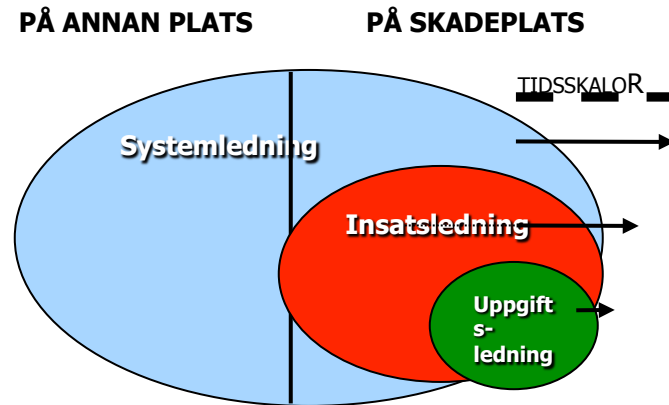 PÅ ANNAN PLATS PÅ SKADEPLATS
TIDSSKALOR
Systemledning
Insatsledning
Uppgift
s-
ledning